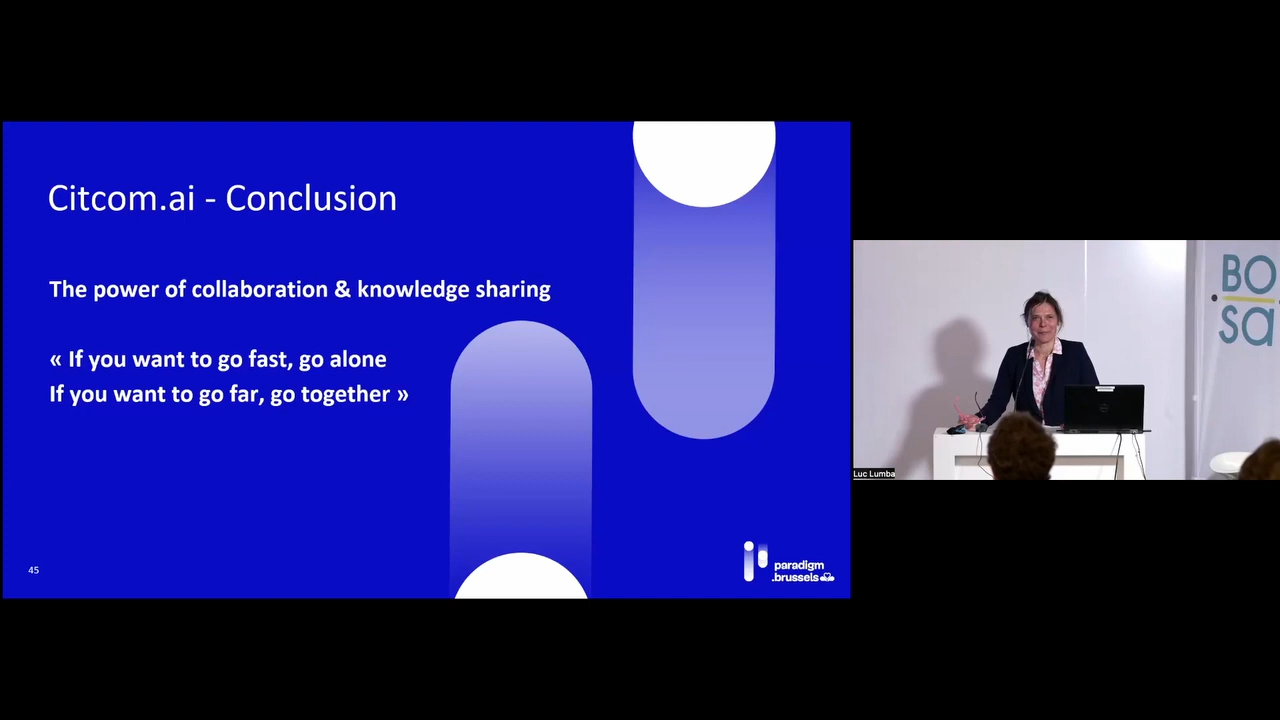 Citcom.ai - Conclusion
The power of collaboration & knowledge sharing
« If you want to go fast, go alone
If you want to go far, go together »
45
paradigm
.brussels
BO
sa
Luc Lumba